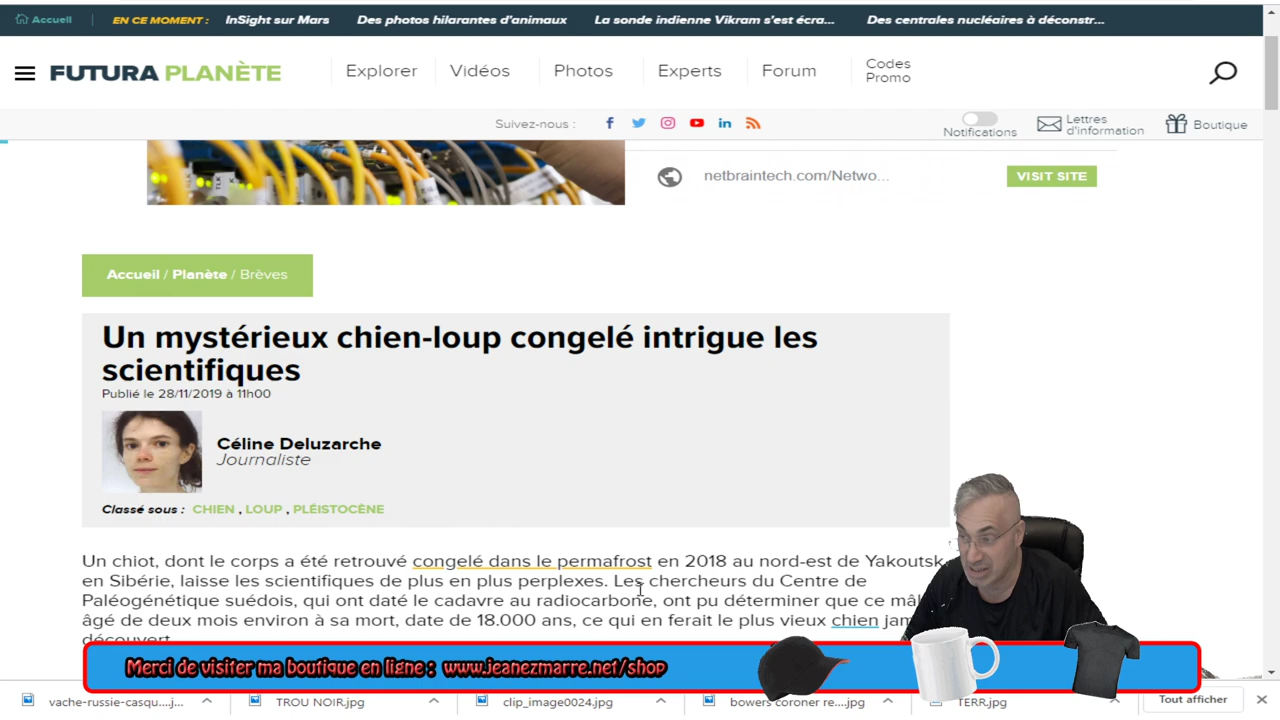 Accueil
EN CE MOMENT :
InSight sur Mars
Des photos hilarantes d'animaux
La sonde indienne Vikram s'est écra...
Des centrales nucléaires à déconstr...
FUTURA PLANÈTE
Explorer
Vidéos
Photos
Experts
Forum
Codes
Promo
Suivez-nous :
Notifications
Lettres
d'information
Boutique
netbraintech.com/Netwo...
VISIT SITE
Accueil / Planète / Brèves
Un mystérieux chien-loup congelé intrigue les
scientifiques
Publié le 28/11/2019 à 11h00
Céline Deluzarche
Journaliste
Classé sous : CHIEN , LOUP , PLÉISTOCÈNE
Un chiot, dont le corps a été retrouvé congelé dans le permafrost en 2018 au nord-est de Yakoutsk,
en Sibérie, laisse les scientifiques de plus en plus perplexes. Les chercheurs du Centre de
Paléogénétique suédois, qui ont daté le cadavre au radiocarbone, ont pu déterminer que ce
âgé de deux mois environ à sa mort, date de 18.000 ans, ce qui en ferait le plus vieux chien
découvert.
Merci de visiter ma boutique en ligne : www.jeanezmarre.net/shop
vache-russie-casqu....j...
TROU NOIR.jpg
clip_image0024.jpg
bowers coroner re....jpg
TERR.jpg
Tout afficher